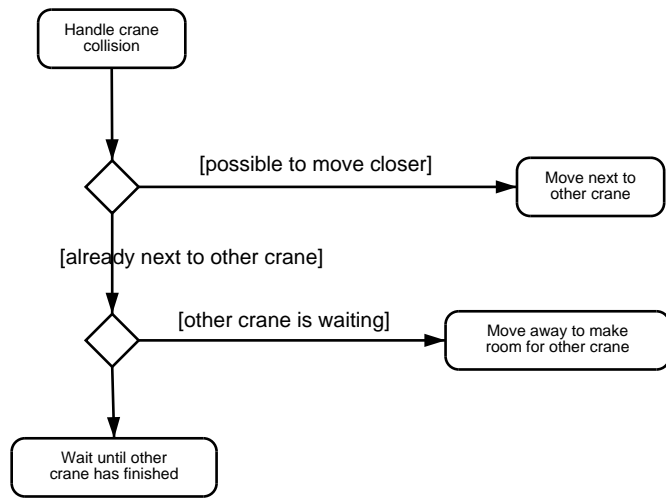 Handle crane
collision
[possible to move closer]
Move next to
other crane
[already next to other crane]
[other crane is waiting]
Move away to make
room for other crane
Wait until other
crane has finished